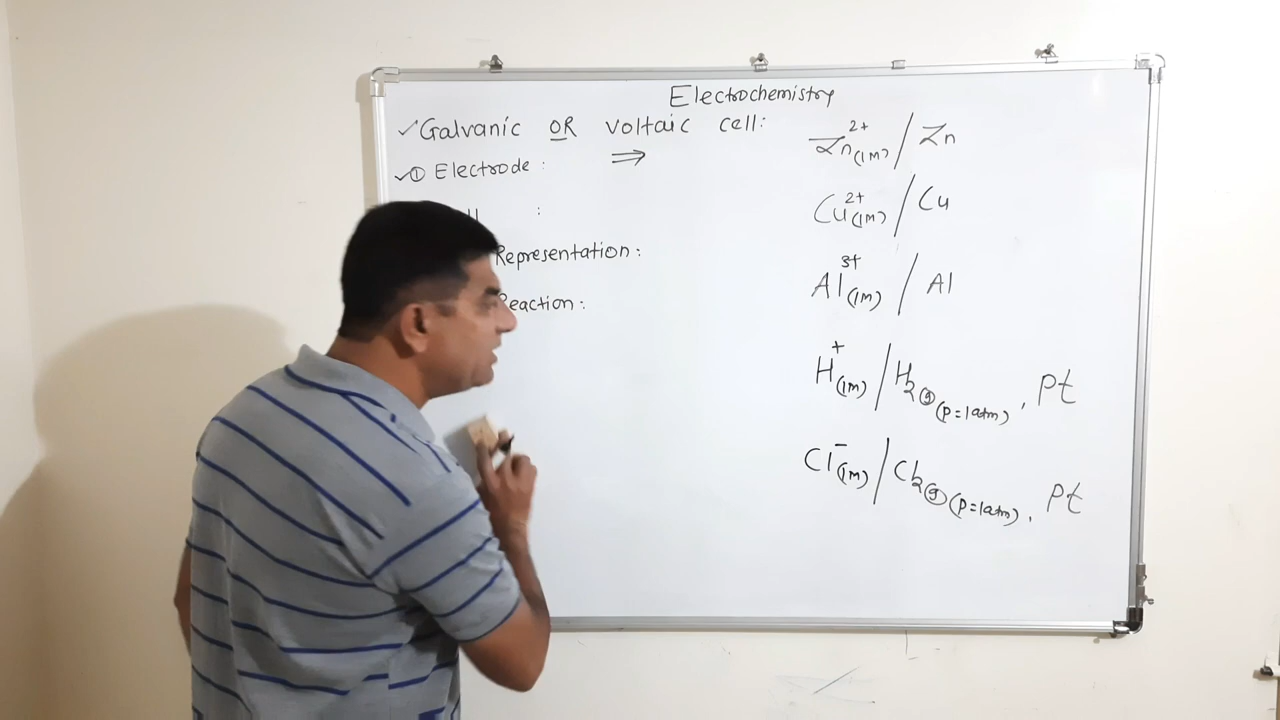 Electrochemistry
✓Galvanic OR Voltaic cell:
✓① Electrode : ⇒
:
Representation:
Reaction:
Zn²⁺(1M) / Zn
Cu²⁺(1M) / Cu
Al³⁺(1M) / Al
H⁺(1M) / H₂(g)(P=1atm), Pt
Cl⁻(1M) / Cl₂(g)(P=1atm), Pt